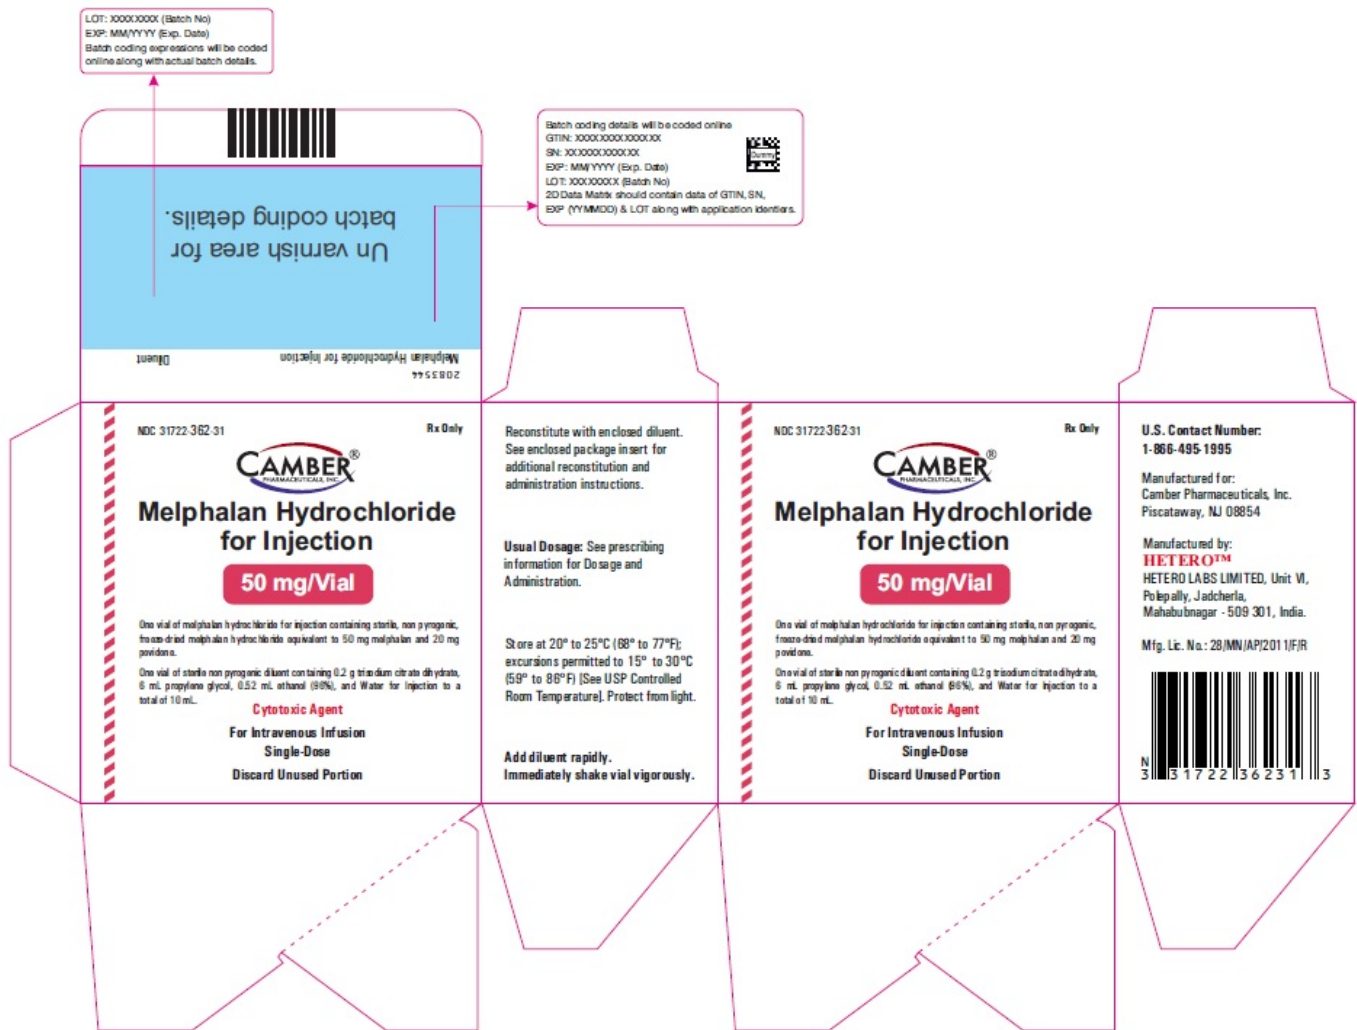 LOT: XXXXXXXX (Batch No)
EXP: MM/YYYY (Exp. Date)
Batch coding expressions will be coded
online along with actual batch details.
Batch coding details will be coded online
GTIN: XXXXXXXXXXXXXX
SN: XXXXXXXXXXXX
EXP: MM/YYYY (Exp. Date)
LOT: XXXXXXXX (Batch No)
2D Data Matrix should contain data of GTIN, SN,
EXP (YYMMDD) & LOT along with application identiers.
Dummy
Un varnish area for
batch coding details.
2083544
Melphalan Hydrochloride for Injection
Diluent
NDC 31722-362-31
Rx Only
CAMBER®
PHARMACEUTICALS, INC.
Melphalan Hydrochloride
for Injection
50 mg/Vial
One vial of melphalan hydrochloride for injection containing sterile, non pyrogenic,
freeze-dried melphalan hydrochloride equivalent to 50 mg melphalan and 20 mg
povidone.
One vial of sterile non pyrogenic diluent containing 0.2 g trisodium citrate dihydrate,
6 mL propylene glycol, 0.52 mL ethanol (96%), and Water for Injection to a
total of 10 mL.
Cytotoxic Agent
For Intravenous Infusion
Single-Dose
Discard Unused Portion
Reconstitute with enclosed diluent.
See enclosed package insert for
additional reconstitution and
administration instructions.
Usual Dosage: See prescribing
information for Dosage and
Administration.
Store at 20° to 25°C (68° to 77°F);
excursions permitted to 15° to 30°C
(59° to 86°F) [See USP Controlled
Room Temperature]. Protect from light.
Add diluent rapidly.
Immediately shake vial vigorously.
NDC 31722-362-31
Rx Only
CAMBER®
PHARMACEUTICALS, INC.
Melphalan Hydrochloride
for Injection
50 mg/Vial
One vial of melphalan hydrochloride for injection containing sterile, non pyrogenic,
freeze-dried melphalan hydrochloride equivalent to 50 mg melphalan and 20 mg
povidone.
One vial of sterile non pyrogenic diluent containing 0.2 g trisodium citrate dihydrate,
6 mL propylene glycol, 0.52 mL ethanol (96%), and Water for Injection to a
total of 10 mL.
Cytotoxic Agent
For Intravenous Infusion
Single-Dose
Discard Unused Portion
U.S. Contact Number:
1-866-495-1995
Manufactured for:
Camber Pharmaceuticals, Inc.
Piscataway, NJ 08854
Manufactured by:
HETERO™
HETERO LABS LIMITED, Unit VI,
Polepally, Jadcherla,
Mahabubnagar - 509 301, India.
Mfg. Lic. No.: 28/MN/AP/2011/F/R
N
3 31722 36231 3